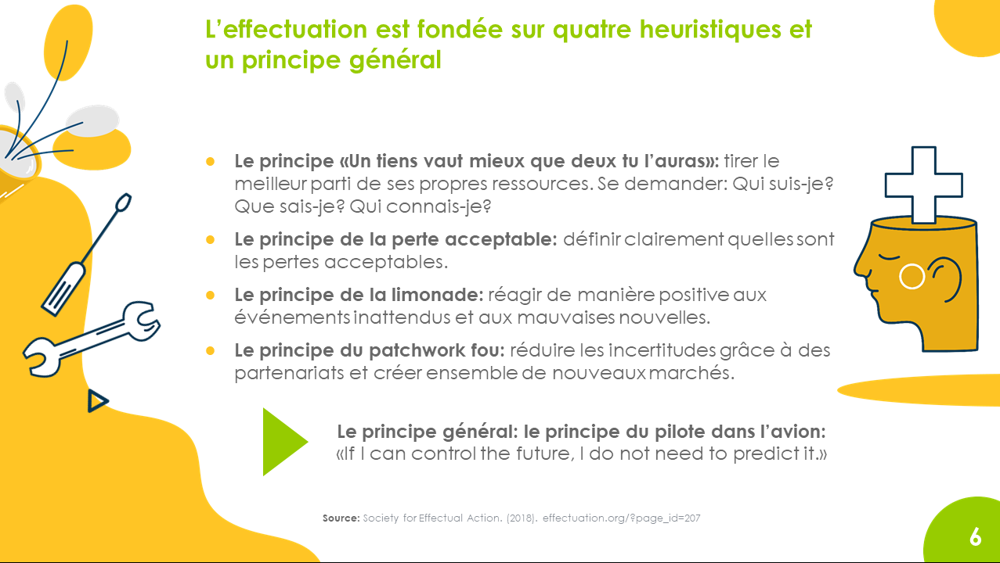 L’effectuation est fondée sur quatre heuristiques et
un principe général
● Le principe «Un tiens vaut mieux que deux tu l’auras»: tirer le
meilleur parti de ses propres ressources. Se demander: Qui suis-je?
Que sais-je? Qui connais-je?
● Le principe de la perte acceptable: définir clairement quelles sont
les pertes acceptables.
● Le principe de la limonade: réagir de manière positive aux
événements inattendus et aux mauvaises nouvelles.
● Le principe du patchwork fou: réduire les incertitudes grâce à des
partenariats et créer ensemble de nouveaux marchés.
Le principe général: le principe du pilote dans l’avion:
«If I can control the future, I do not need to predict it.»
Source: Society for Effectual Action. (2018). effectuation.org/?page_id=207
6